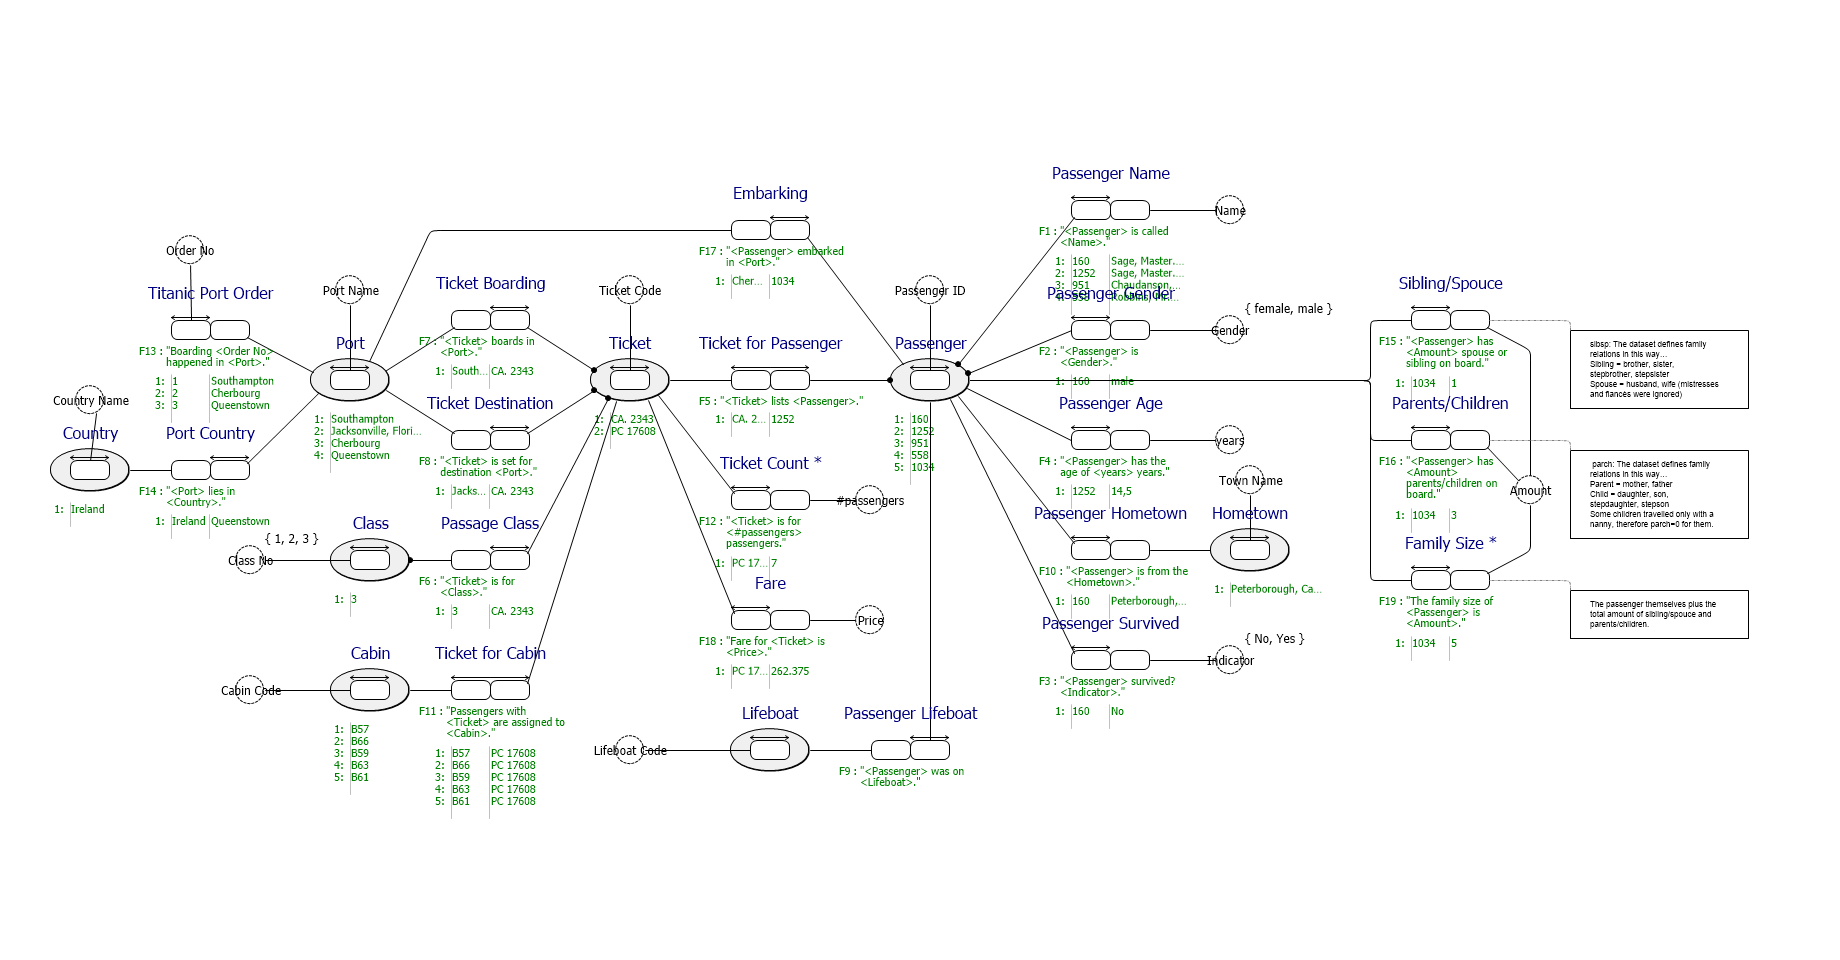 Passenger Name
Name
F1 : "<Passenger> is called
<Name>."
1: 160 Sage, Master....
2: 1252 Sage, Master....
3: 951 Chaudanson,...
Embarking
F17 : "<Passenger> embarked
in <Port>."
1: Cher... 1034
Order No
Titanic Port Order
F13 : "Boarding <Order No>
happened in <Port>."
1: 1 Southampton
2: 2 Cherbourg
3: 3 Queenstown
Port Name
Port
1: Southampton
2: Jacksonville, Flori...
3: Cherbourg
4: Queenstown
Ticket Boarding
F7 : "<Ticket> boards in
<Port>."
1: South... CA. 2343
Ticket Code
Ticket
1: CA. 2343
2: PC 17608
Ticket for Passenger
F5 : "<Ticket> lists <Passenger>."
1: CA. 2... 1252
Passenger ID
Passenger
1: 160
2: 1252
3: 951
4: 558
5: 1034
Passenger Gender
{ female, male }
Gender
F2 : "<Passenger> is
<Gender>."
1: 160 male
Sibling/Spouce
F15 : "<Passenger> has
<Amount> spouse or
sibling on board."
1: 1034 1
sibsp: The dataset defines family
relations in this way...
Sibling = brother, sister,
stepbrother, stepsister
Spouse = husband, wife (mistresses
and fiancés were ignored)
Country Name
Country
1: Ireland
Port Country
F14 : "<Port> lies in
<Country>."
1: Ireland Queenstown
Ticket Destination
F8 : "<Ticket> is set for
destination <Port>."
1: Jacks... CA. 2343
Passenger Age
years
F4 : "<Passenger> has the
age of <years> years."
1: 1252 14,5
Parents/Children
F16 : "<Passenger> has
<Amount>
parents/children on
board."
1: 1034 3
Amount
parch: The dataset defines family
relations in this way...
Parent = mother, father
Child = daughter, son,
stepdaughter, stepson
Some children travelled only with a
nanny, therefore parch=0 for them.
Ticket Count *
#passengers
F12 : "<Ticket> is for
<#passengers>
passengers."
1: PC 17... 7
Town Name
Hometown
1: Peterborough, Ca...
Passenger Hometown
F10 : "<Passenger> is from the
<Hometown>."
1: 160 Peterborough,...
Class
{ 1, 2, 3 }
Class No
1: 3
Passage Class
F6 : "<Ticket> is for
<Class>."
1: 3 CA. 2343
Family Size *
F19 : "The family size of
<Passenger> is
<Amount>."
1: 1034 5
The passenger themselves plus the
total amount of sibling/spouce and
parents/children.
Fare
Price
F18 : "Fare for <Ticket> is
<Price>."
1: PC 17... 262.375
Passenger Survived
{ No, Yes }
Indicator
F3 : "<Passenger> survived?
<Indicator>."
1: 160 No
Cabin
Cabin Code
1: B57
2: B66
3: B59
4: B63
5: B61
Ticket for Cabin
F11 : "Passengers with
<Ticket> are assigned to
<Cabin>."
1: B57 PC 17608
2: B66 PC 17608
3: B59 PC 17608
4: B63 PC 17608
5: B61 PC 17608
Lifeboat
Lifeboat Code
Passenger Lifeboat
F9 : "<Passenger> was on
<Lifeboat>."